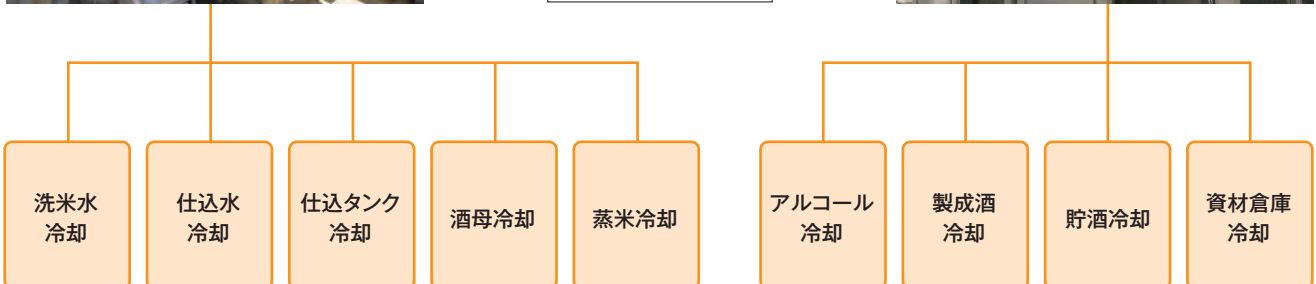 洗米水
冷却
仕込水
冷却
仕込タンク
冷却
酒母冷却
蒸米冷却
アルコール
冷却
製成酒
冷却
貯酒冷却
資材倉庫
冷却